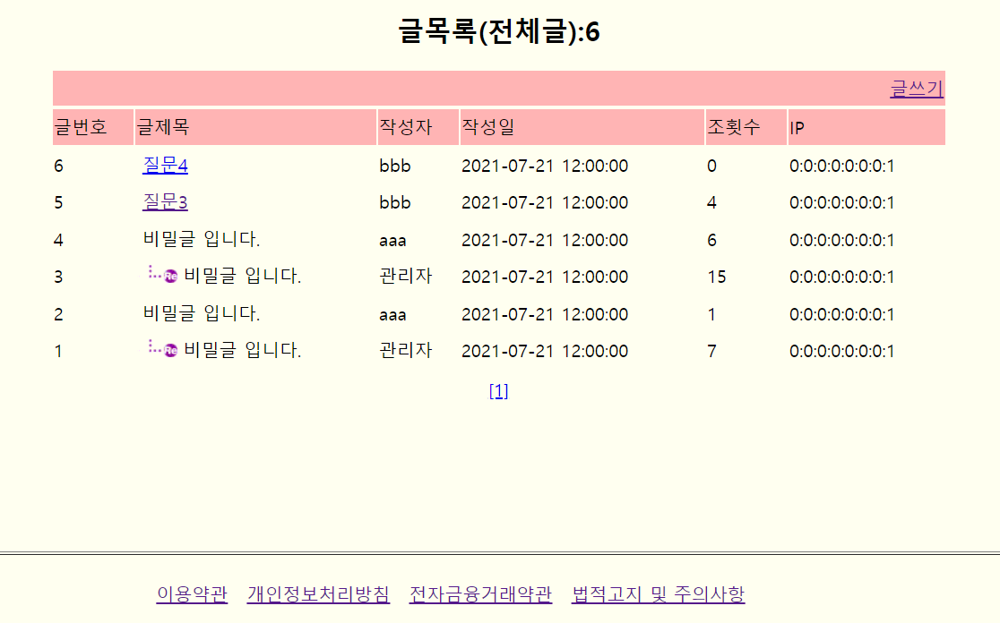 글목록(전체글):6
글쓰기
글번호 글제목 작성자 작성일 조횟수 IP
6 질문4 bbb 2021-07-21 12:00:00 0 0:0:0:0:0:0:0:1
5 질문3 bbb 2021-07-21 12:00:00 4 0:0:0:0:0:0:0:1
4 비밀글 입니다. aaa 2021-07-21 12:00:00 6 0:0:0:0:0:0:0:1
3 Re 비밀글 입니다. 관리자 2021-07-21 12:00:00 15 0:0:0:0:0:0:0:1
2 비밀글 입니다. aaa 2021-07-21 12:00:00 1 0:0:0:0:0:0:0:1
1 Re 비밀글 입니다. 관리자 2021-07-21 12:00:00 7 0:0:0:0:0:0:0:1
[1]
이용약관 개인정보처리방침 전자금융거래약관 법적고지 및 주의사항